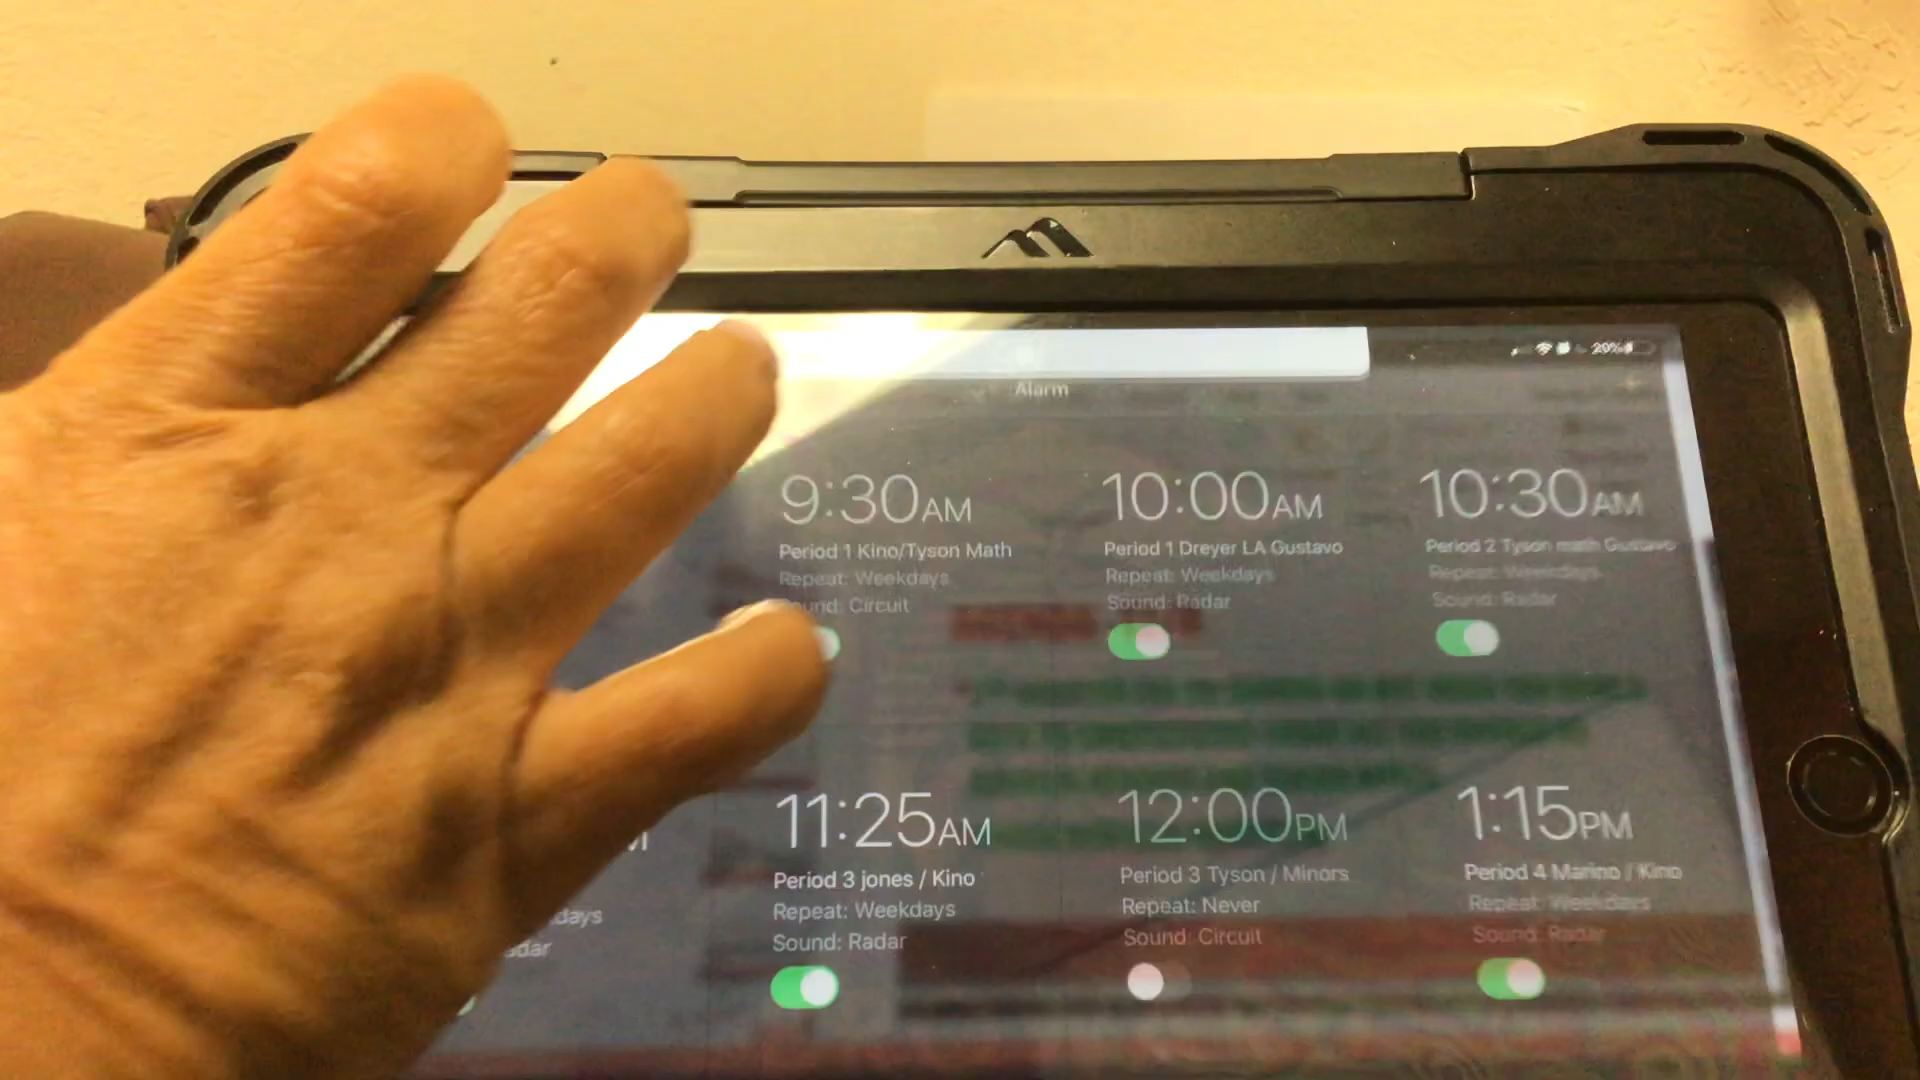 20%
Alarm
9:30AM
Period 1 Kino/Tyson Math
Repeat: Weekdays
Sound: Circuit
10:00AM
Period 1 Dreyer LA Gustavo
Repeat: Weekdays
Sound: Radar
10:30AM
Period 2 Tyson math Gustavo
Repeat: Weekdays
Sound: Radar
11:25AM
Period 3 jones / Kino
Repeat: Weekdays
Sound: Radar
12:00PM
Period 3 Tyson / Minors
Repeat: Never
Sound: Circuit
1:15PM
Period 4 Marino / Kino
Repeat: Weekdays
Sound: Radar